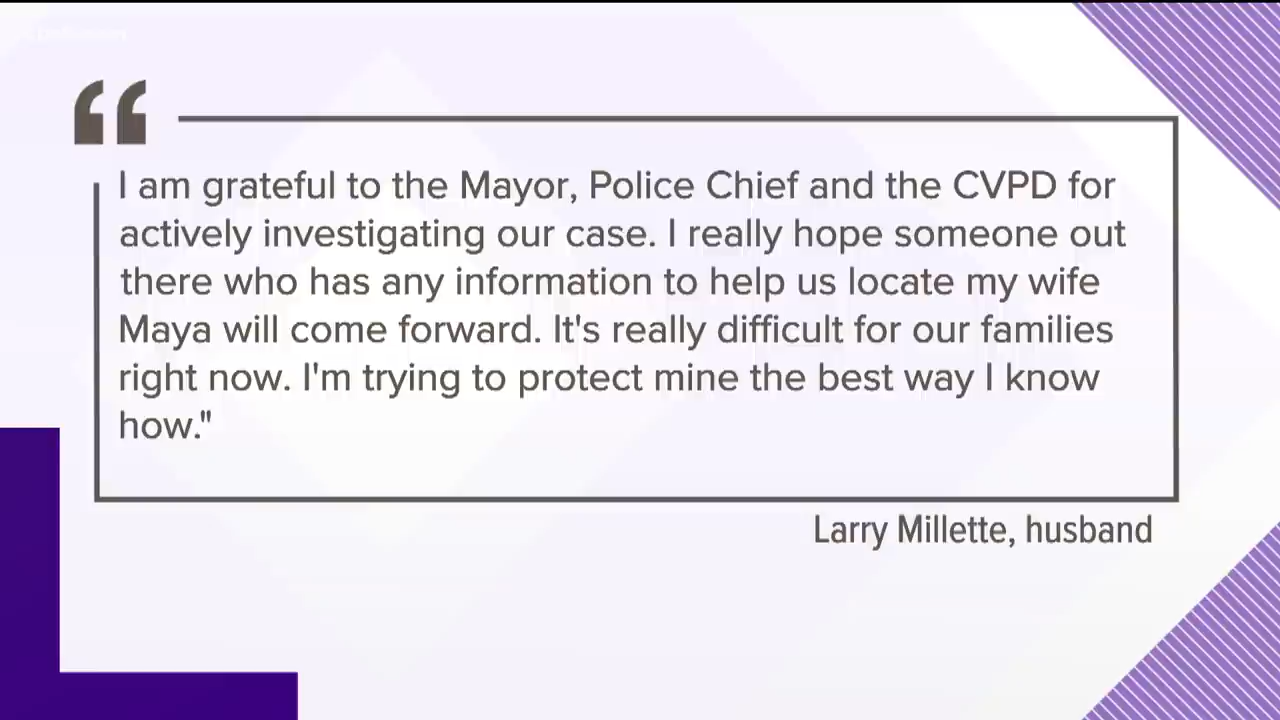 “
I am grateful to the Mayor, Police Chief and the CVPD for
actively investigating our case. I really hope someone out
there who has any information to help us locate my wife
Maya will come forward. It's really difficult for our families
right now. I'm trying to protect mine the best way I know
how."
Larry Millette, husband